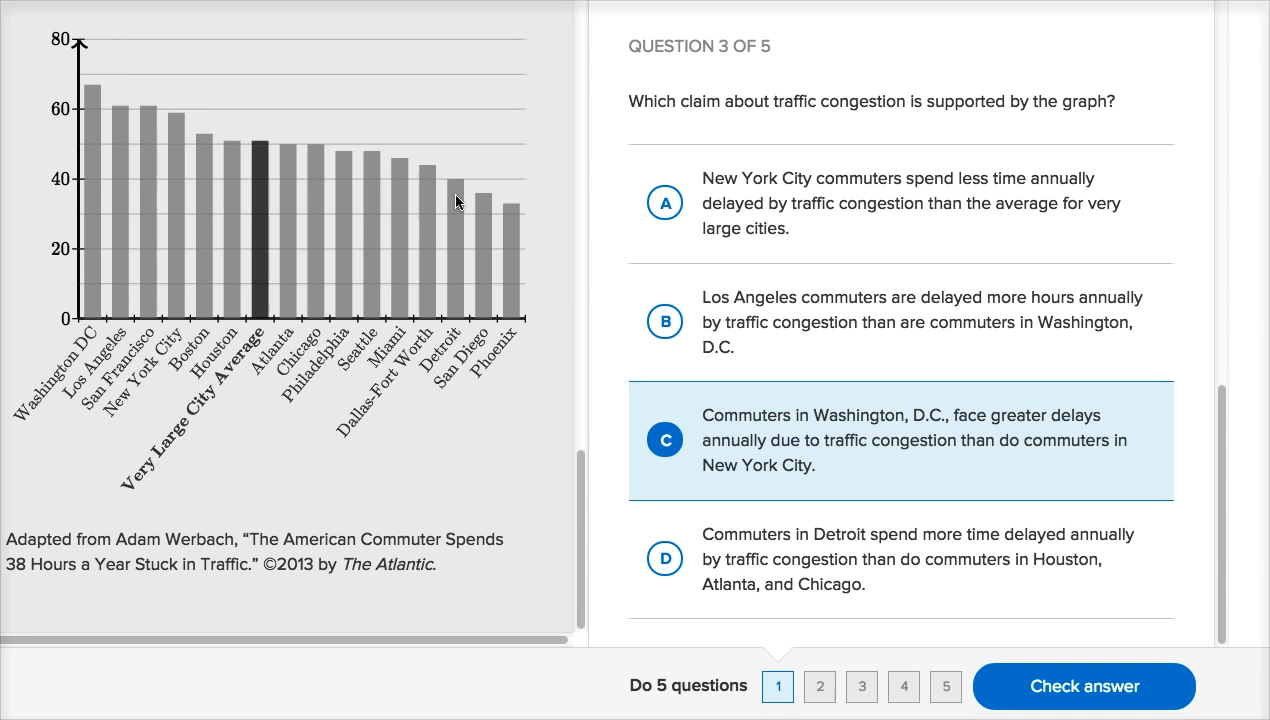 80
60
40
20
0
Washington DC
Los Angeles
San Francisco
New York City
Boston
Houston
Very Large City Average
Atlanta
Chicago
Philadelphia
Seattle
Miami
Dallas-Fort Worth
Detroit
San Diego
Phoenix
Adapted from Adam Werbach, “The American Commuter Spends
38 Hours a Year Stuck in Traffic.” ©2013 by The Atlantic.
QUESTION 3 OF 5
Which claim about traffic congestion is supported by the graph?
A
New York City commuters spend less time annually
delayed by traffic congestion than the average for very
large cities.
B
Los Angeles commuters are delayed more hours annually
by traffic congestion than are commuters in Washington,
D.C.
C
Commuters in Washington, D.C., face greater delays
annually due to traffic congestion than do commuters in
New York City.
D
Commuters in Detroit spend more time delayed annually
by traffic congestion than do commuters in Houston,
Atlanta, and Chicago.
Do 5 questions 1 2 3 4 5 Check answer